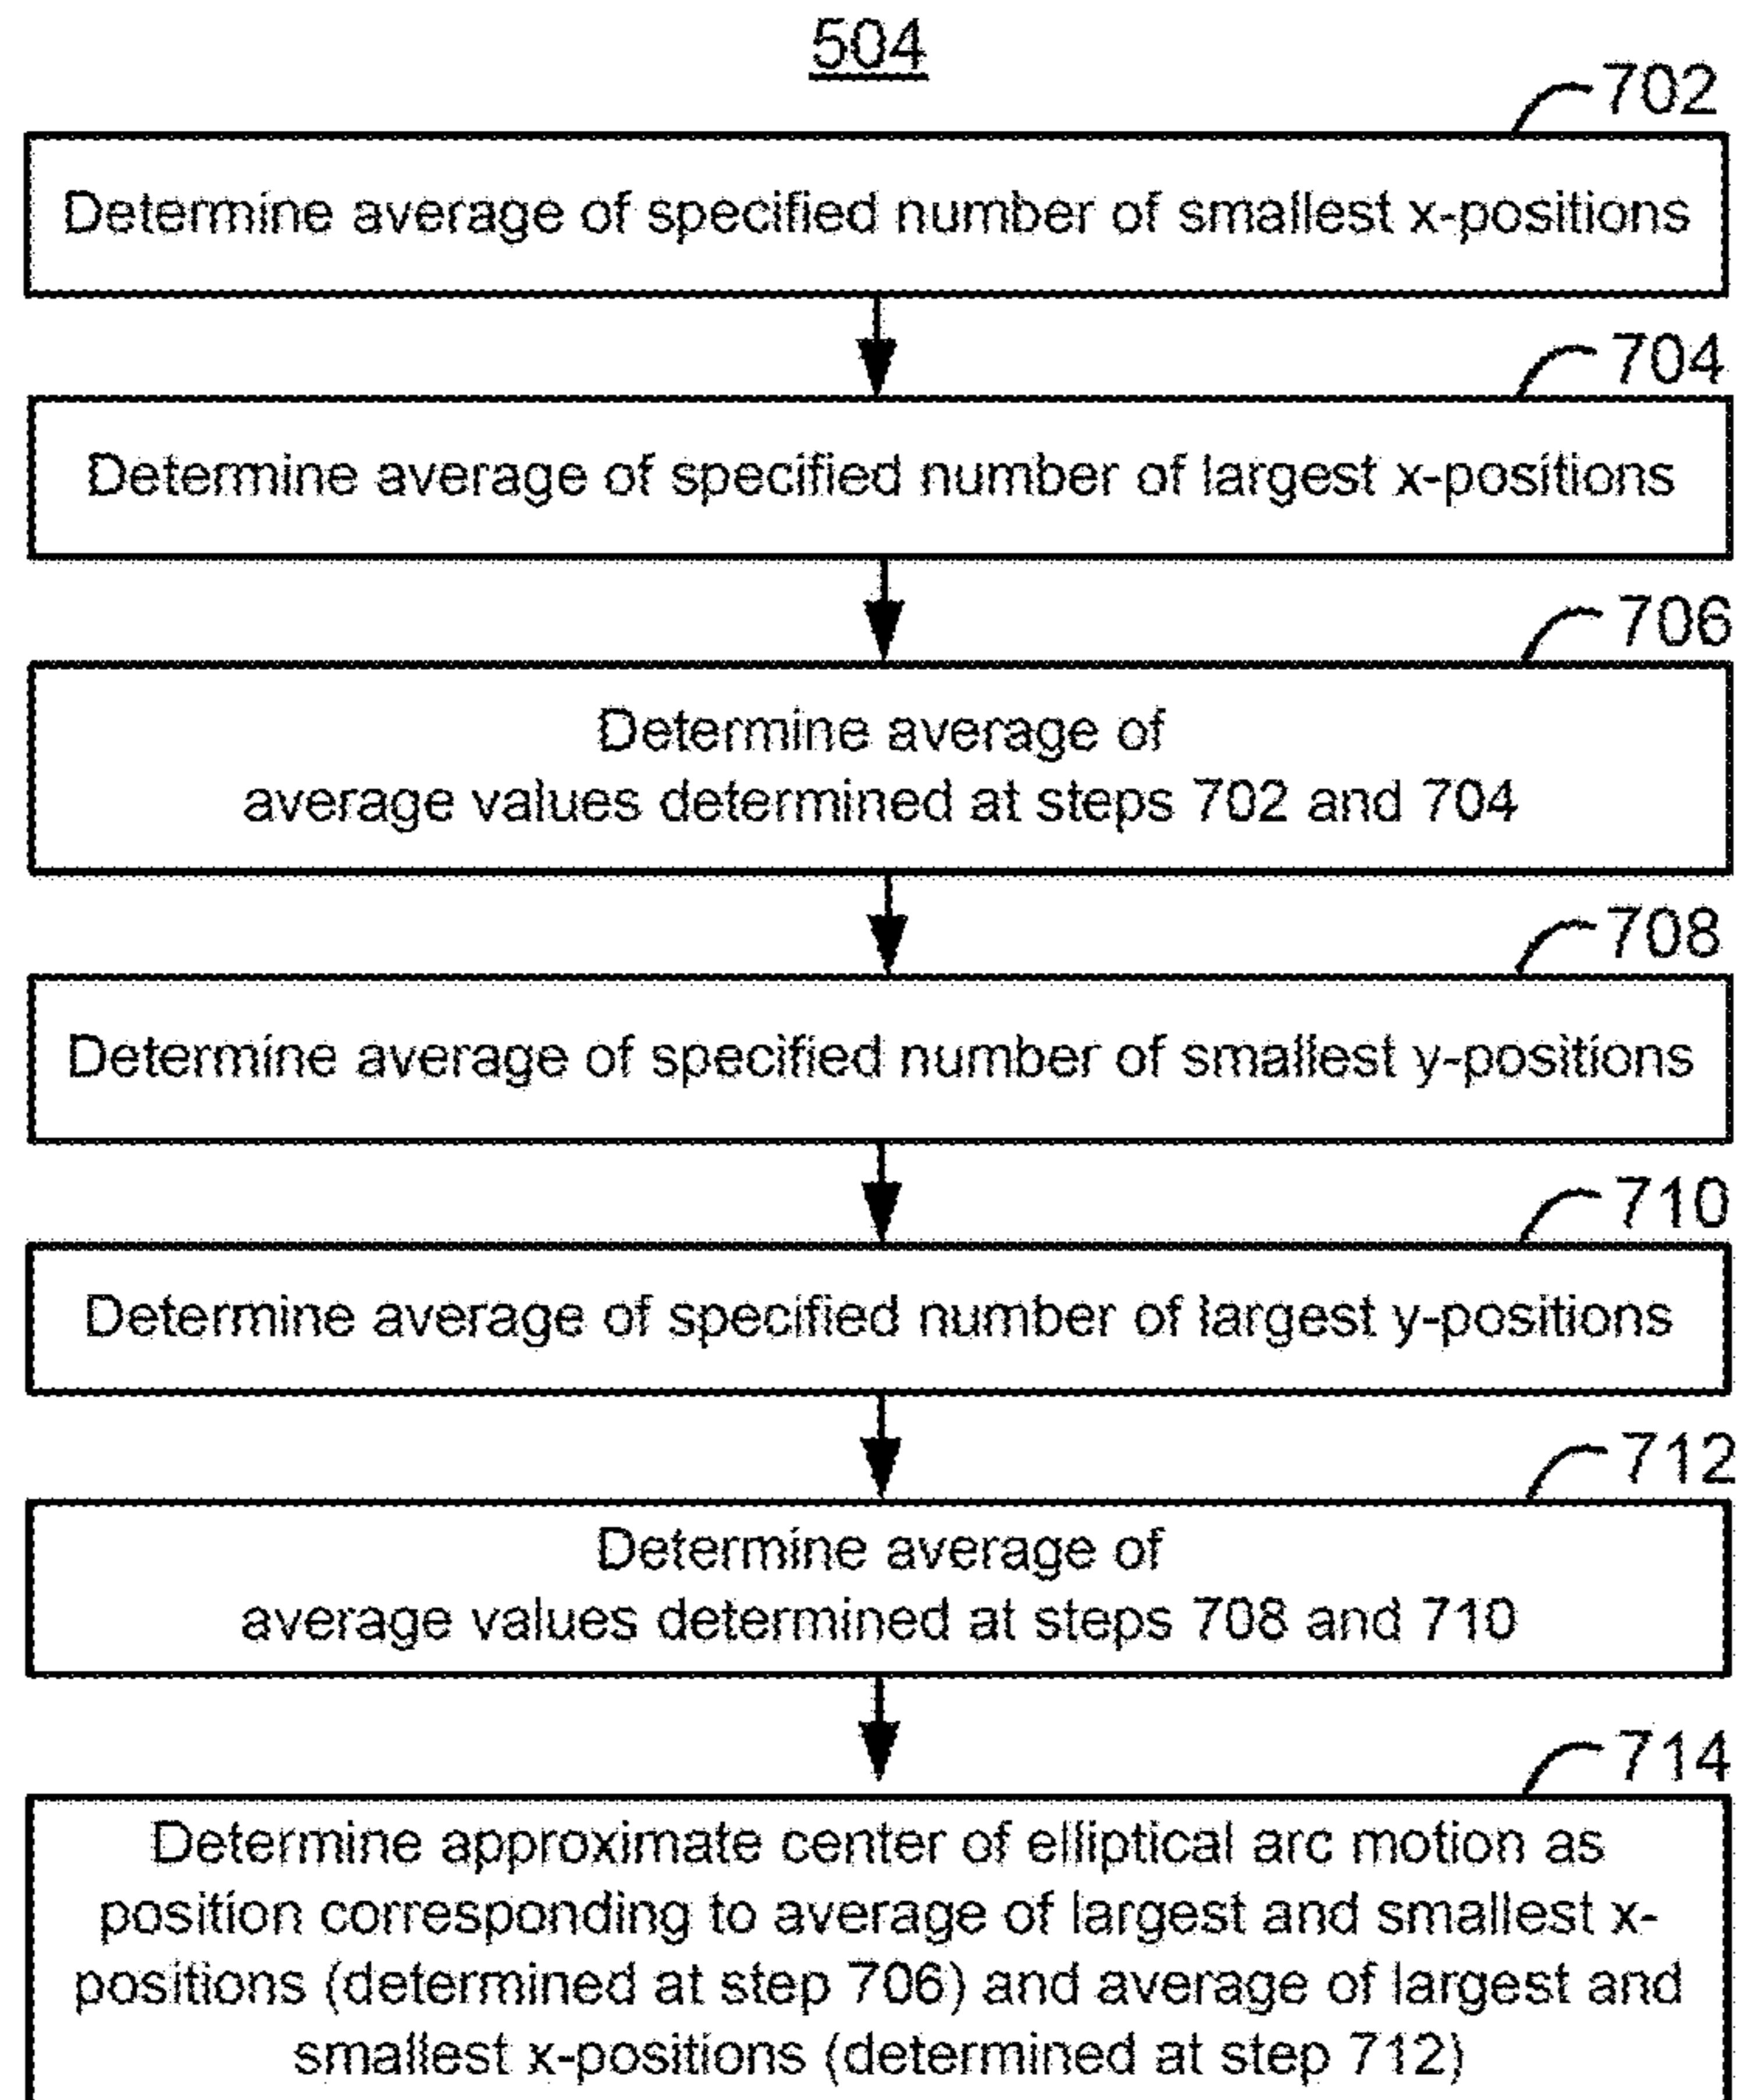 504
702
Determine average of specified number of smallest x-positions
704
Determine average of specified number of largest x-positions
706
Determine average of
average values determined at steps 702 and 704
708
Determine average of specified number of smallest y-positions
710
Determine average of specified number of largest y-positions
712
Determine average of
average values determined at steps 708 and 710
714
Determine approximate center of elliptical arc motion as
position corresponding to average of largest and smallest x-
positions (determined at step 706) and average of largest and
smallest x-positions (determined at step 712)